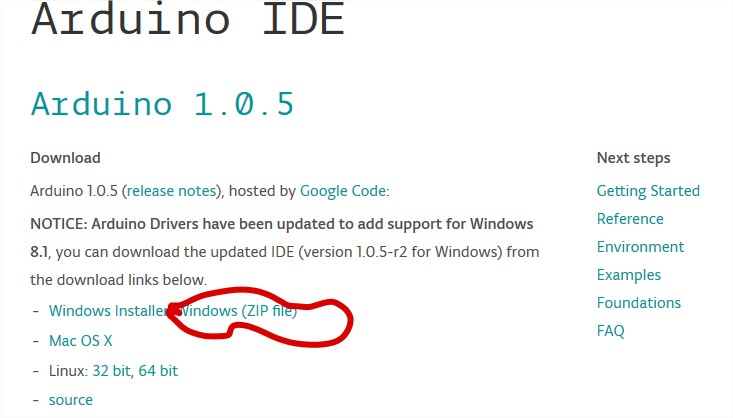 Arduino IDE
Arduino 1.0.5
Download
Arduino 1.0.5 (release notes), hosted by Google Code:
NOTICE: Arduino Drivers have been updated to add support for Windows
8.1, you can download the updated IDE (version 1.0.5-r2 for Windows) from
the download links below.
- Windows Installer, Windows (ZIP file)
- Mac OS X
- Linux: 32 bit, 64 bit
- source
Next steps
Getting Started
Reference
Environment
Examples
Foundations
FAQ